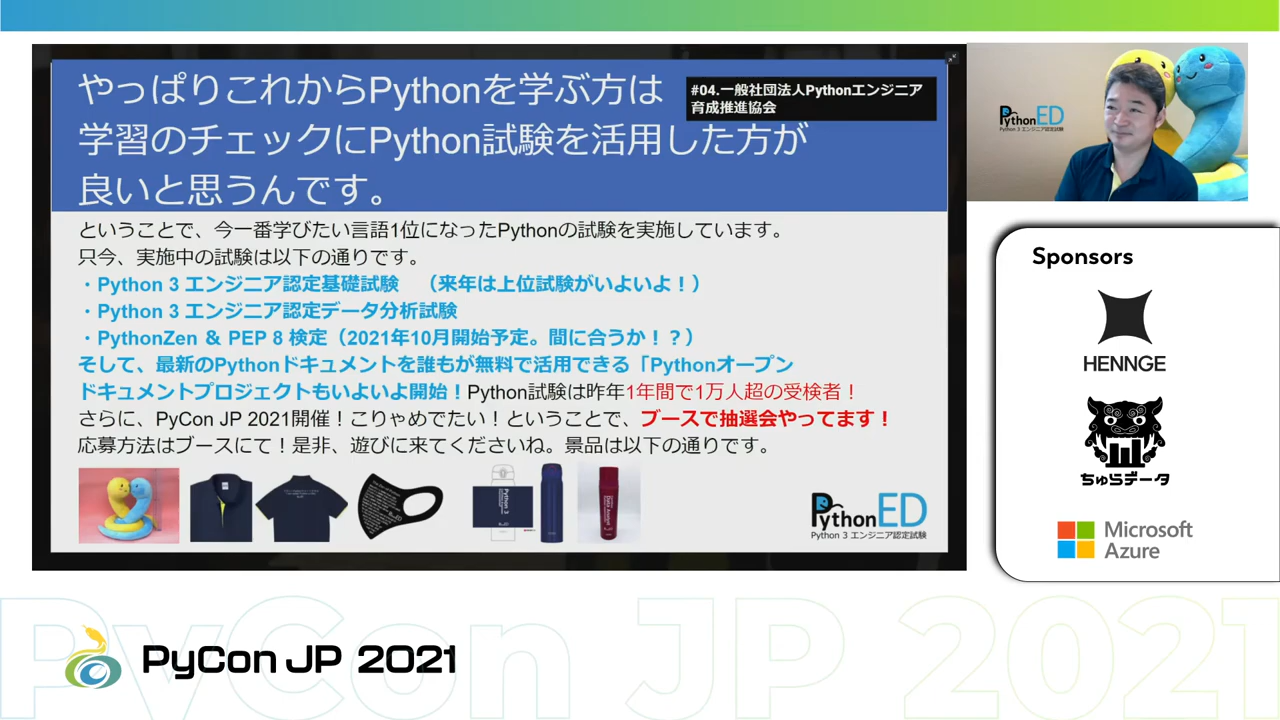 やっぱりこれからPythonを学ぶ方は
学習のチェックにPython試験を活用した方が
良いと思うんです。
#04.一般社団法人Pythonエンジニア
育成推進協会
ということで、今一番学びたい言語1位になったPythonの試験を実施しています。
只今、実施中の試験は以下の通りです。
・Python 3 エンジニア認定基礎試験　（来年は上位試験がいよいよ！）
・Python 3 エンジニア認定データ分析試験
・PythonZen ＆ PEP 8 検定（2021年10月開始予定。間に合うか！？）
そして、最新のPythonドキュメントを誰もが無料で活用できる「Pythonオープン
ドキュメントプロジェクトもいよいよ開始！Python試験は昨年1年間で1万人超の受検者！
さらに、PyCon JP 2021開催！こりゃめでたい！ということで、ブースで抽選会やってます！
応募方法はブースにて！是非、遊びに来てくださいね。景品は以下の通りです。
Python 3
PythonED
Python 3 エンジニア認定試験
PythonED
Python 3 エンジニア認定試験
Sponsors
HENNGE
ちゅらデータ
Microsoft
Azure
PyCon JP 2021
PyCon JP 2021